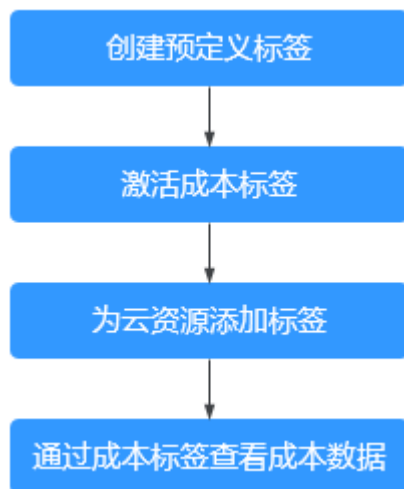 创建预定义标签
激活成本标签
为云资源添加标签
通过成本标签查看成本数据